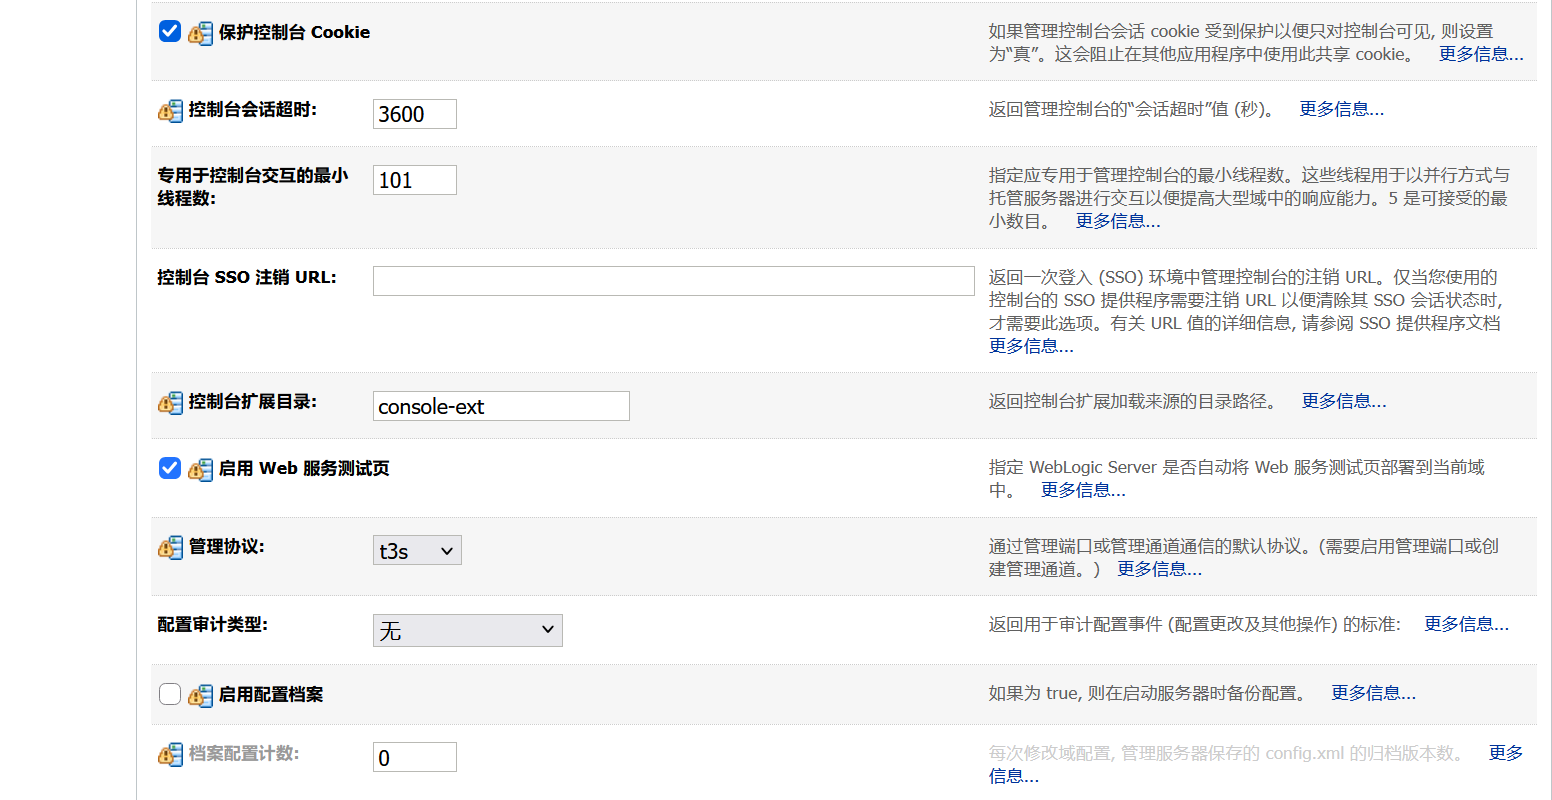 保护控制台 Cookie
如果管理控制台会话 cookie 受到保护以便只对控制台可见, 则设置
为“真”。这会阻止在其他应用程序中使用此共享 cookie。 更多信息...
控制台会话超时:
3600
返回管理控制台的“会话超时”值 (秒)。 更多信息...
专用于控制台交互的最小
线程数:
101
指定应专用于管理控制台的最小线程数。这些线程用于以并行方式与
托管服务器进行交互以便提高大型域中的响应能力。5 是可接受的最
小数目。 更多信息...
控制台 SSO 注销 URL:
返回一次登入 (SSO) 环境中管理控制台的注销 URL。仅当您使用的
控制台的 SSO 提供程序需要注销 URL 以便清除其 SSO 会话状态时,
才需要此选项。有关 URL 值的详细信息, 请参阅 SSO 提供程序文档
更多信息...
控制台扩展目录:
console-ext
返回控制台扩展加载来源的目录路径。 更多信息...
启用 Web 服务测试页
指定 WebLogic Server 是否自动将 Web 服务测试页部署到当前域
中。 更多信息...
管理协议:
t3s
通过管理端口或管理通道通信的默认协议。(需要启用管理端口或创
建管理通道。) 更多信息...
配置审计类型:
无
返回用于审计配置事件 (配置更改及其他操作) 的标准: 更多信息...
启用配置档案
如果为 true, 则在启动服务器时备份配置。 更多信息...
档案配置计数:
0
每次修改域配置, 管理服务器保存的 config.xml 的归档版本数。 更多
信息...